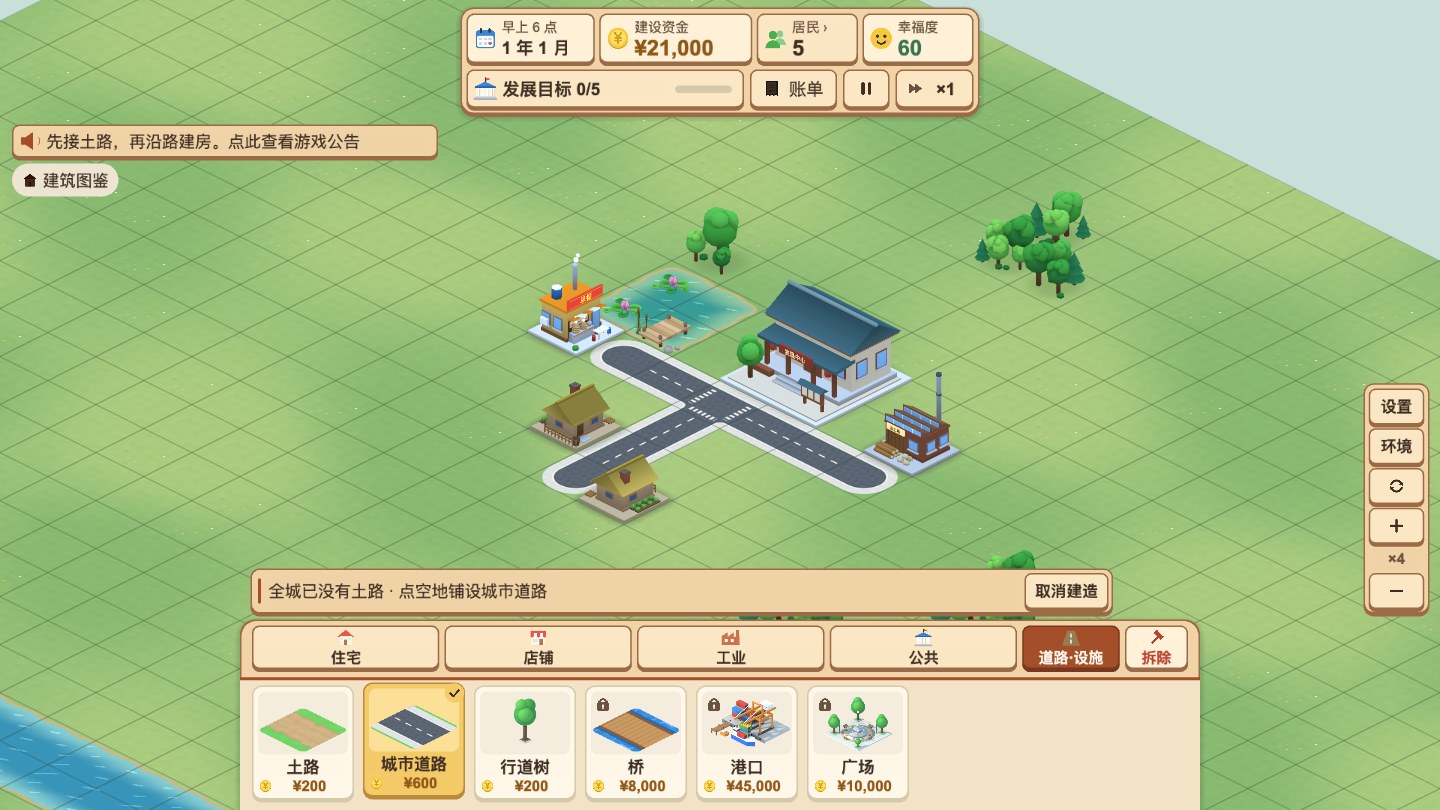 早上 6 点
1 年 1 月
建设资金
¥21,000
居民 ›
5
幸福度
60
发展目标 0/5
账单
×1
先接土路，再沿路建房。点此查看游戏公告
建筑图鉴
设置
环境
+
×4
−
全城已没有土路 · 点空地铺设城市道路
取消建造
住宅
店铺
工业
公共
道路·设施
拆除
土路
¥200
城市道路
¥600
行道树
¥200
桥
¥8,000
港口
¥45,000
广场
¥10,000